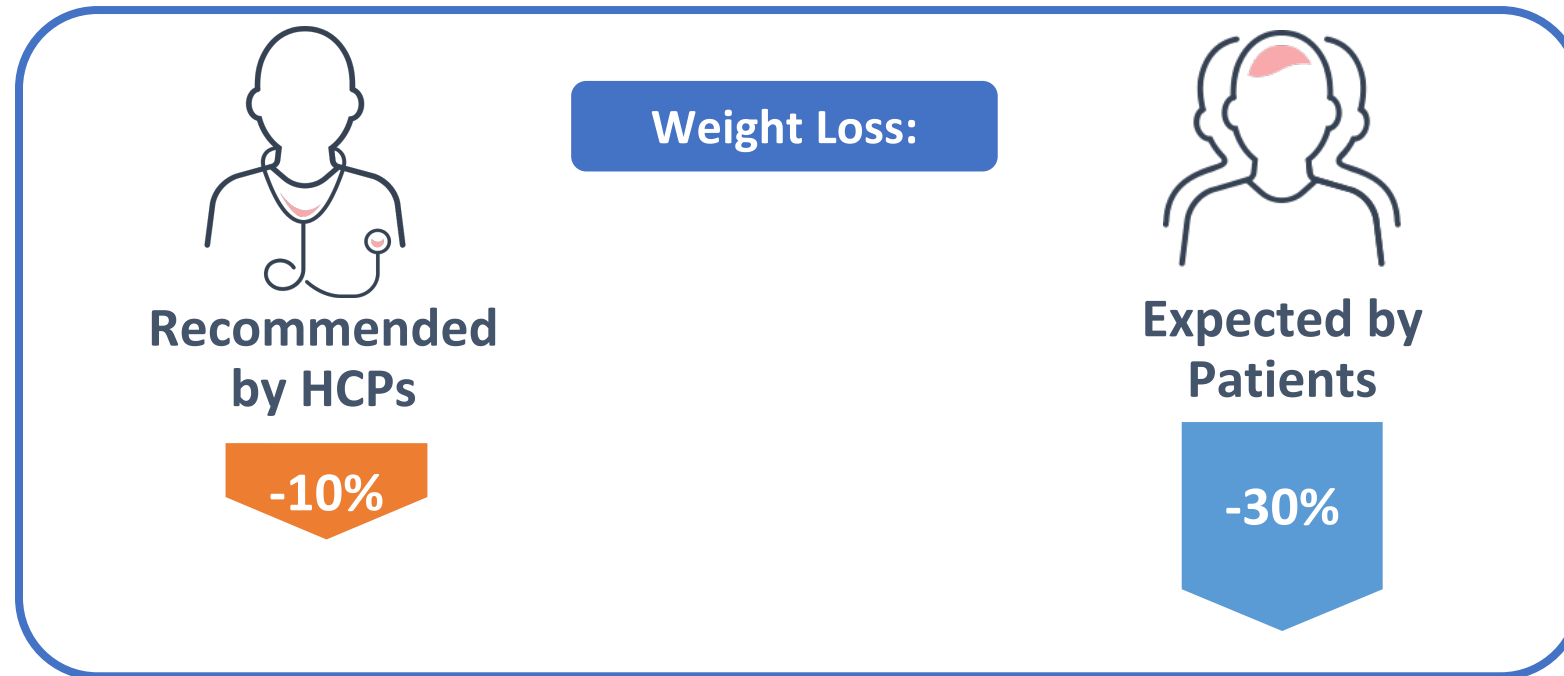 Weight Loss:
Recommended
by HCPs
-10%
Expected by
Patients
-30%